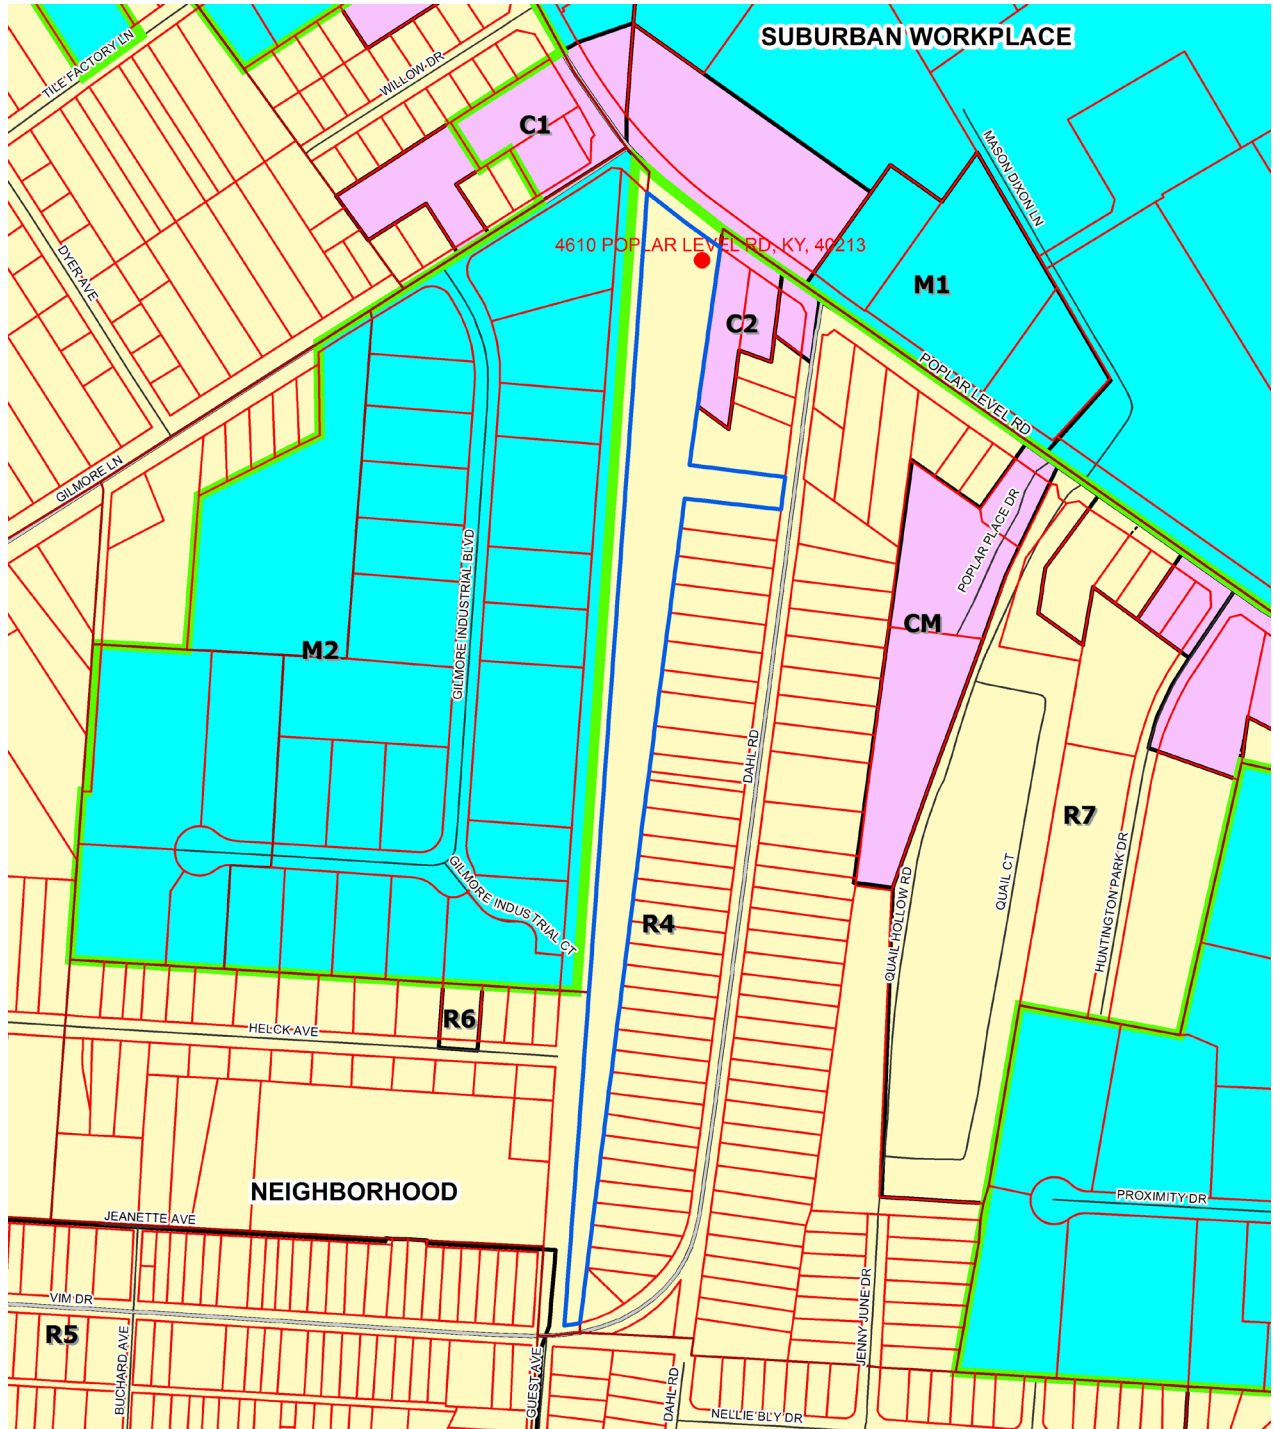 SUBURBAN WORKPLACE
TILE FACTORY LN
WILLOW DR
C1
MASON DIXON LN
DYER AVE
4610 POPLAR LEVEL RD, KY, 40213
M1
C2
POPLAR LEVEL RD
GILMORE LN
POPLAR PLACE DR
GILMORE INDUSTRIAL BLVD
CM
M2
DAHL RD
R7
QUAIL CT
HUNTINGTON PARK DR
QUAIL HOLLOW RD
GILMORE INDUSTRIAL CT
R4
R6
HELCK AVE
NEIGHBORHOOD
PROXIMITY DR
JEANETTE AVE
VIM DR
R5
JENNY JUNE DR
BUCHARD AVE
GUEST AVE
DAHL RD
NELLIE BLY DR